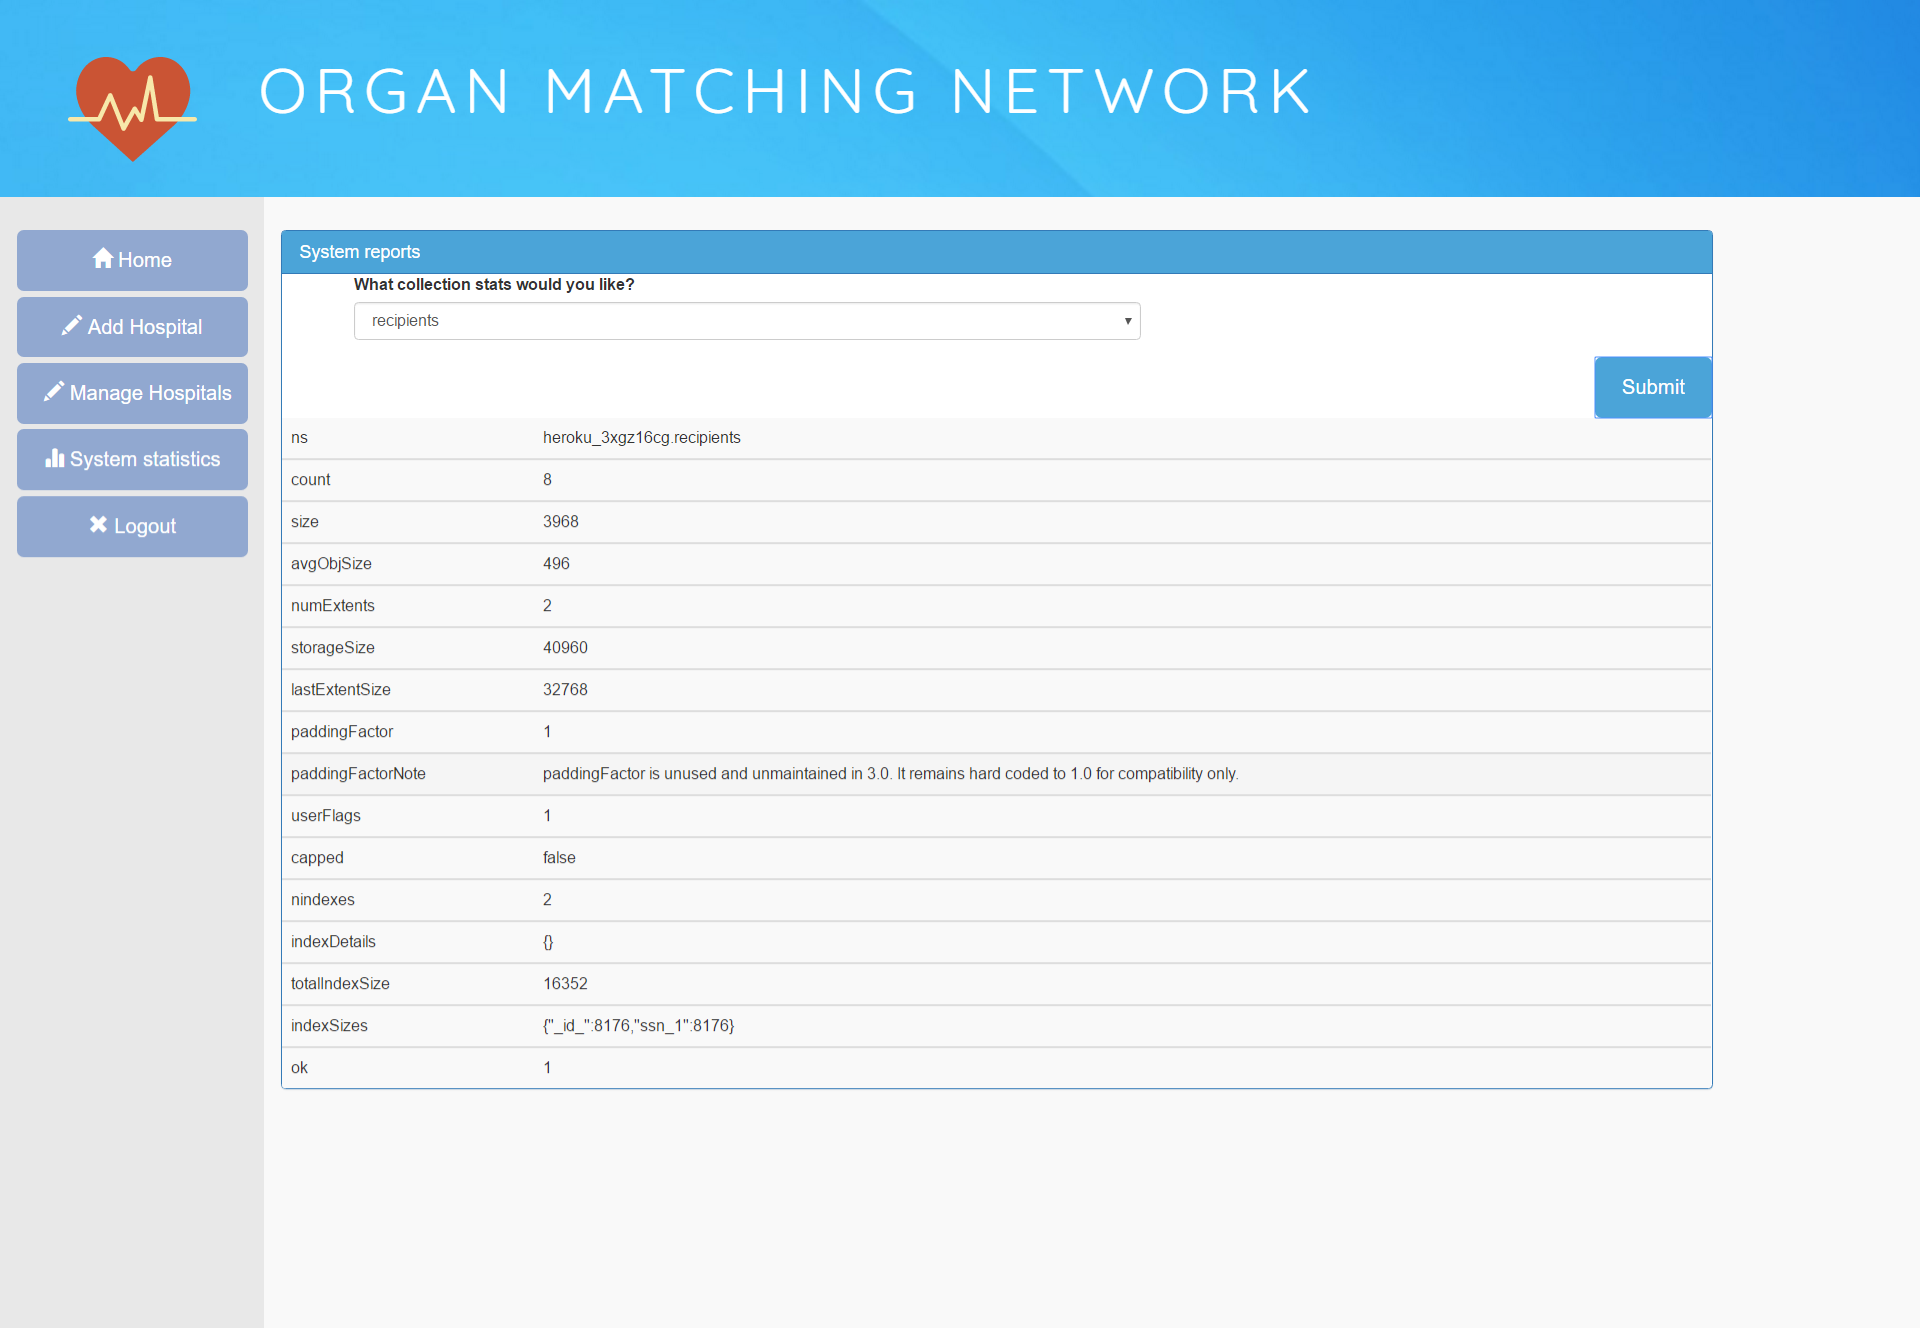 ORGAN MATCHING NETWORK
Home
Add Hospital
Manage Hospitals
System statistics
Logout
System reports
What collection stats would you like?
recipients
Submit
ns heroku_3xgz16cg.recipients
count 8
size 3968
avgObjSize 496
numExtents 2
storageSize 40960
lastExtentSize 32768
paddingFactor 1
paddingFactorNote paddingFactor is unused and unmaintained in 3.0. It remains hard coded to 1.0 for compatibility only.
userFlags 1
capped false
nindexes 2
indexDetails {}
totalIndexSize 16352
indexSizes {"_id_":8176,"ssn_1":8176}
ok 1